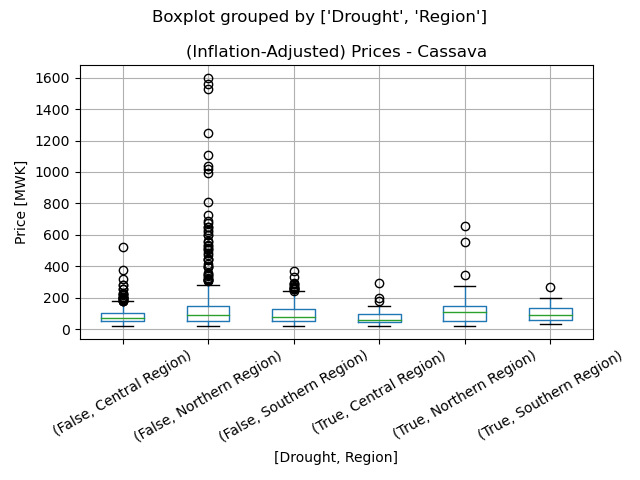 Boxplot grouped by ['Drought', 'Region']
(Inflation-Adjusted) Prices - Cassava
1600
1400
1200
1000
800
600
400
200
0
Price [MWK]
(False, Central Region)
(False, Northern Region)
(False, Southern Region)
(True, Central Region)
(True, Northern Region)
(True, Southern Region)
[Drought, Region]